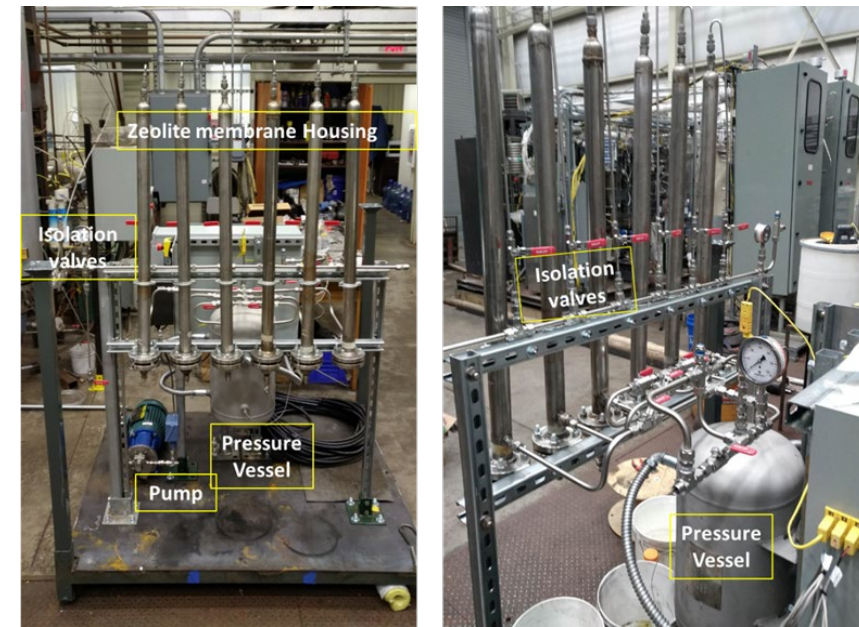 Zeolite membrane Housing
Isolation
valves
Pressure
Vessel
Pump
Isolation
valves
Pressure
Vessel